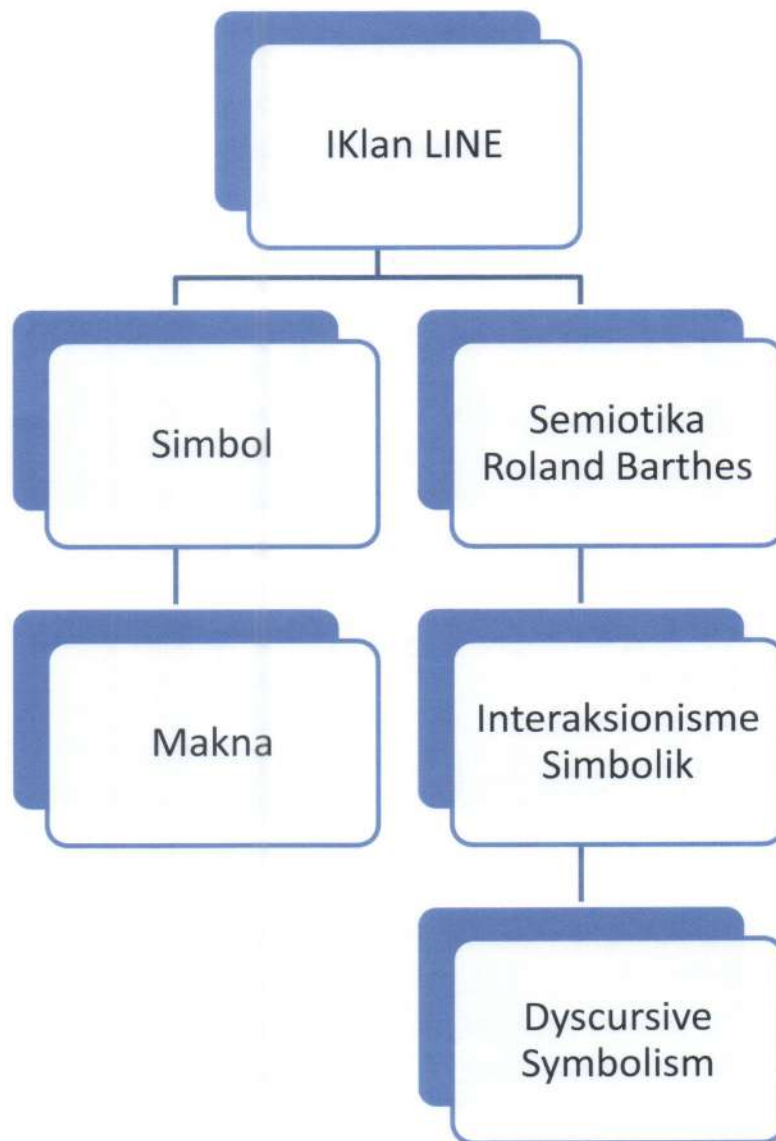 IKlan LINE
Simbol
Semiotika
Roland Barthes
Makna
Interaksionisme
Simbolik
Dyscursive
Symbolism